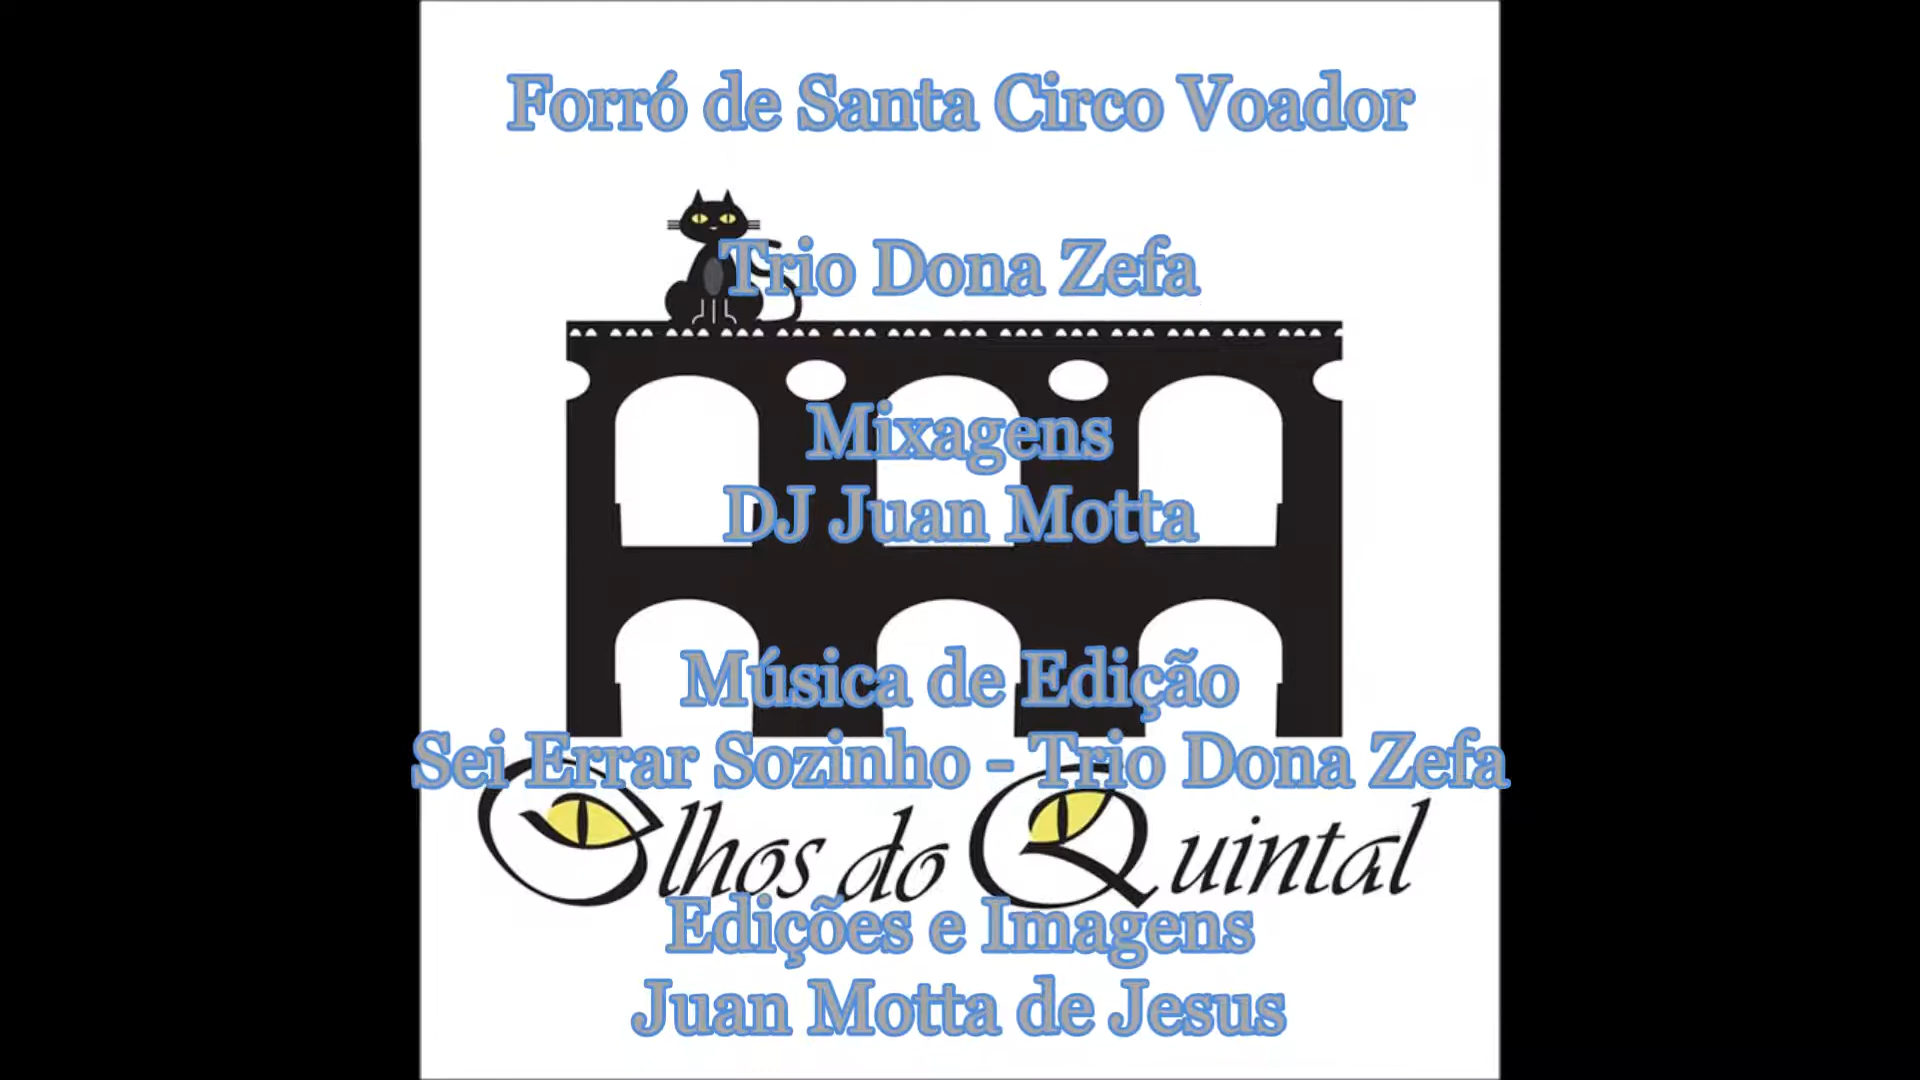 Forró de Santa Circo Voador
Trio Dona Zefa
Mixagens
DJ Juan Motta
Música de Edição
Sei Errar Sozinho - Trio Dona Zefa
Olhos do Quintal
Edições e Imagens
Juan Motta de Jesus